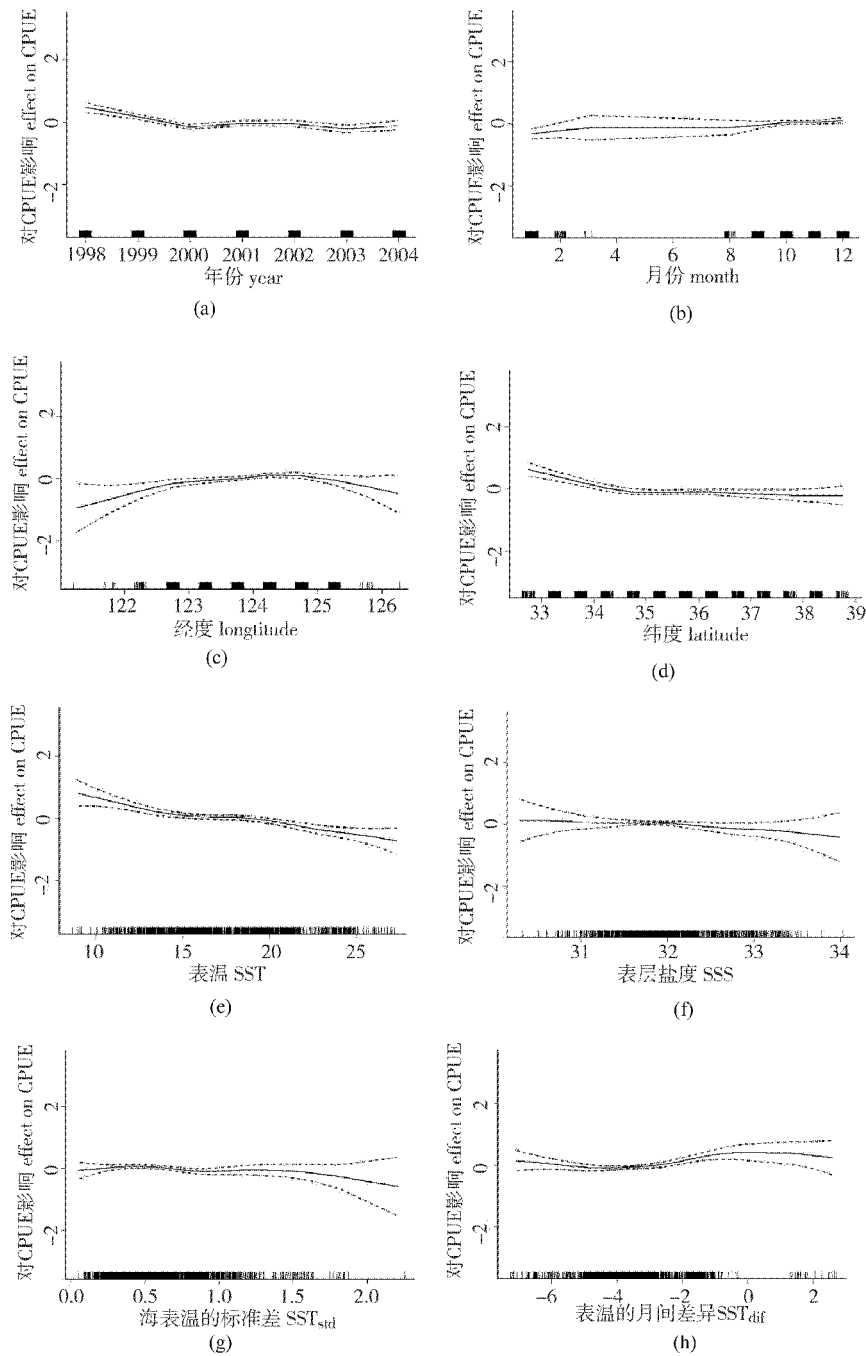 对CPUE影响 effect on CPUE
2
0
−2
1998 1999 2000 2001 2002 2003 2004
年份 year
(a)
对CPUE影响 effect on CPUE
2
0
−2
2 4 6 8 10 12
月份 month
(b)
对CPUE影响 effect on CPUE
2
0
−2
122 123 124 125 126
经度 longtitude
(c)
对CPUE影响 effect on CPUE
2
0
−2
33 34 35 36 37 38 39
纬度 latitude
(d)
对CPUE影响 effect on CPUE
2
0
−2
10 15 20 25
表温 SST
(e)
对CPUE影响 effect on CPUE
2
0
−2
31 32 33 34
表层盐度 SSS
(f)
对CPUE影响 effect on CPUE
2
0
−2
0.0 0.5 1.0 1.5 2.0
海表温的标准差 SSTstd
(g)
对CPUE影响 effect on CPUE
2
0
−2
−6 −4 −2 0 2
表温的月间差异SSTdif
(h)